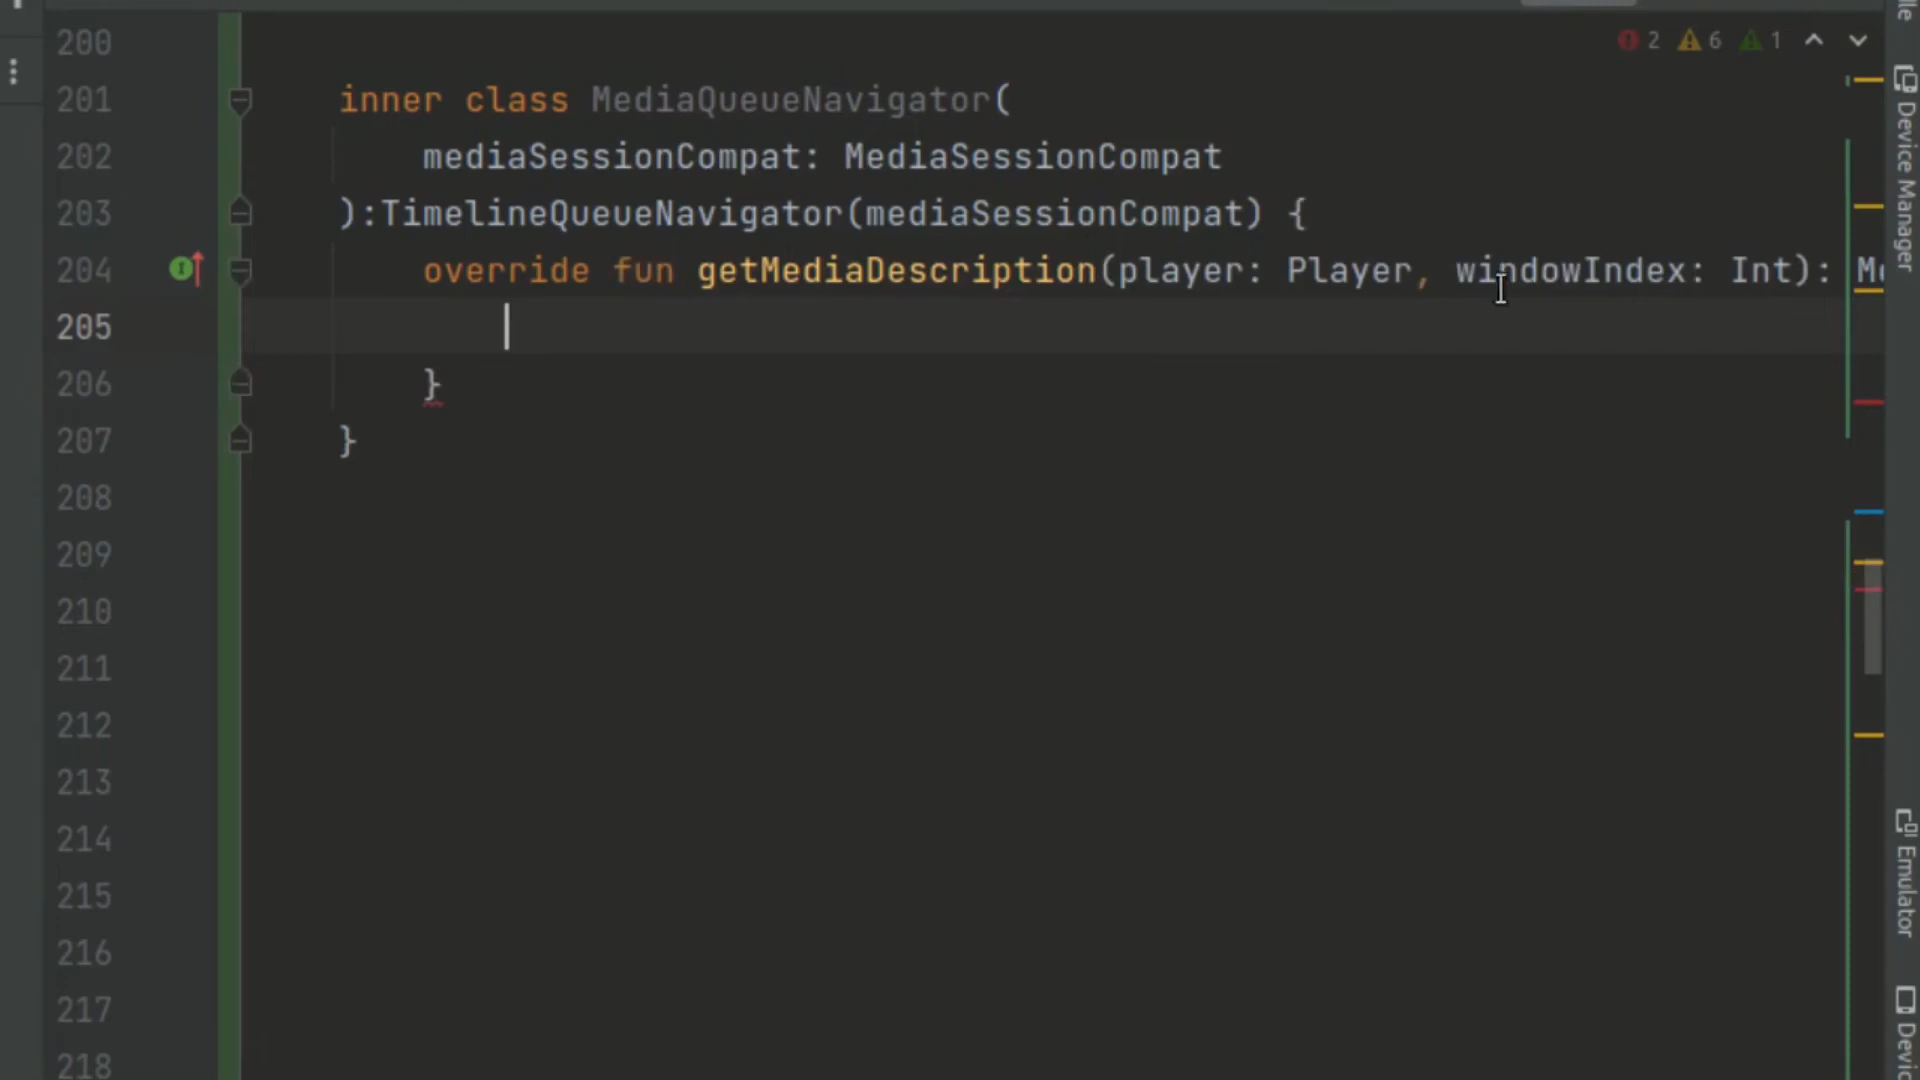 200
2 6 1
201 inner class MediaQueueNavigator(
202 mediaSessionCompat: MediaSessionCompat
203 ):TimelineQueueNavigator(mediaSessionCompat) {
204 override fun getMediaDescription(player: Player, windowIndex: Int):
205
206 }
207 }
208
209
210
211
212
213
214
215
216
217
218
Device Manager
Emulator